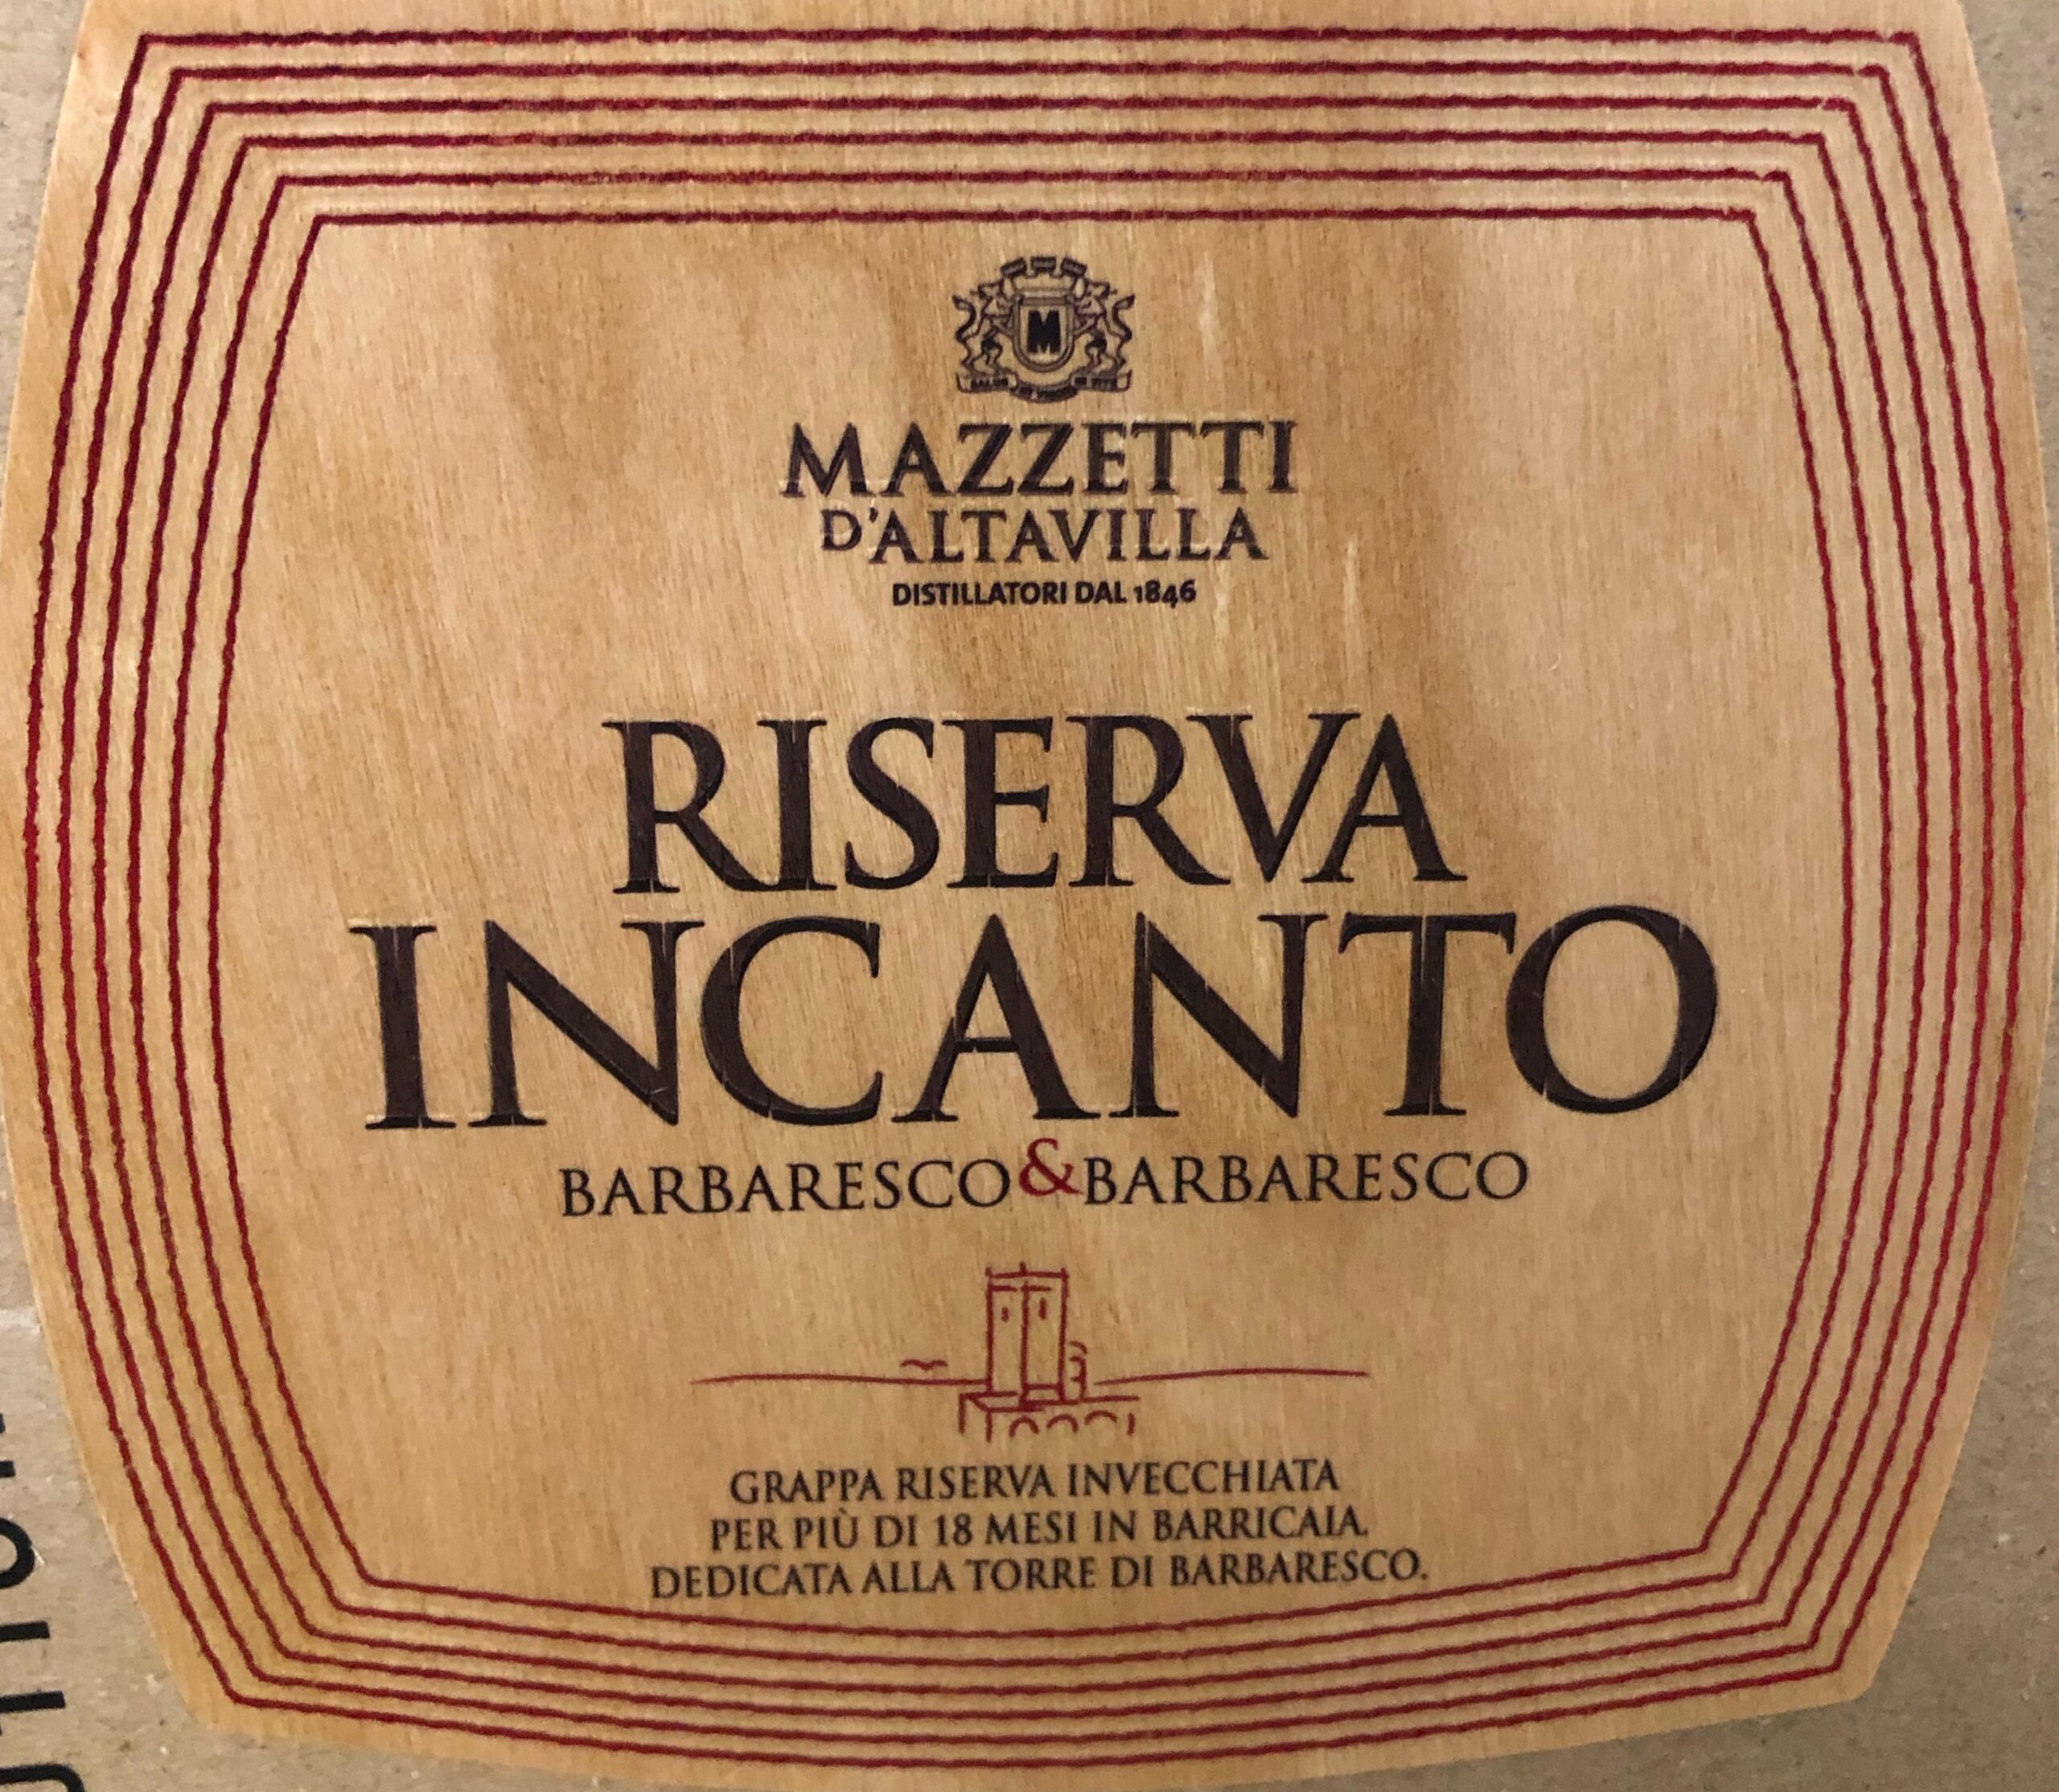 M
MAZZETTI
D'ALTAVILLA
DISTILLATORI DAL 1846
RISERVA
INCANTO
BARBARESCO&BARBARESCO
GRAPPA RISERVA INVECCHIATA
PER PIÙ DI 18 MESI IN BARRICAIA.
DEDICATA ALLA TORRE DI BARBARESCO.